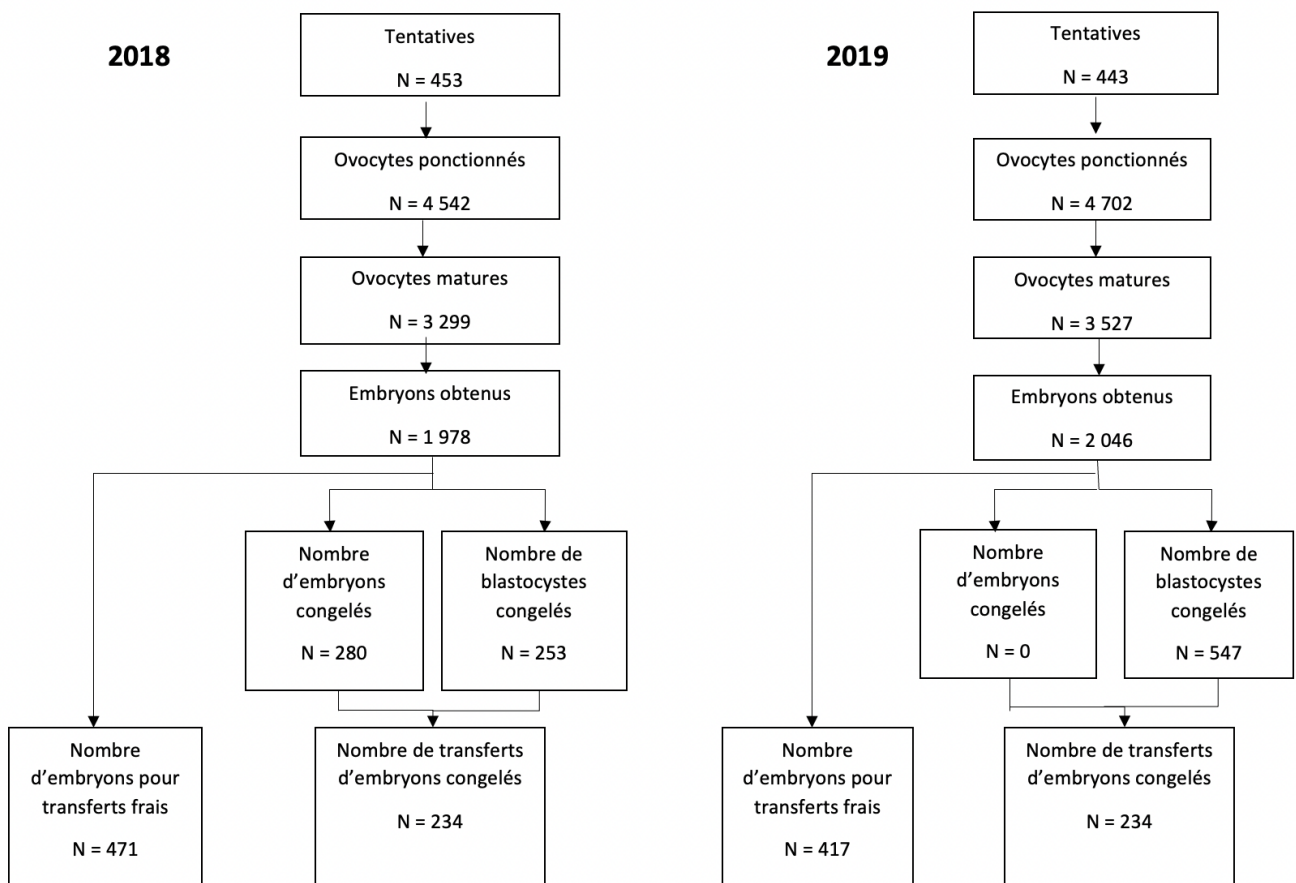 2018
Tentatives
N = 453
Ovocytes ponctionnés
N = 4 542
Ovocytes matures
N = 3 299
Embryons obtenus
N = 1 978
Nombre
d’embryons
congelés
N = 280
Nombre de
blastocystes
congelés
N = 253
Nombre
d’embryons pour
transferts frais
N = 471
Nombre de transferts
d’embryons congelés
N = 234
2019
Tentatives
N = 443
Ovocytes ponctionnés
N = 4 702
Ovocytes matures
N = 3 527
Embryons obtenus
N = 2 046
Nombre
d’embryons
congelés
N = 0
Nombre de
blastocystes
congelés
N = 547
Nombre
d’embryons pour
transferts frais
N = 417
Nombre de transferts
d’embryons congelés
N = 234